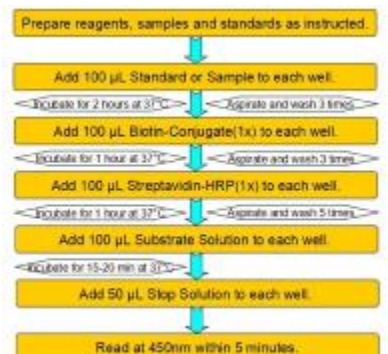 Prepare reagents, samples and standards as instructed.
Add 100 µL Standard or Sample to each well.
Incubate for 2 hours at 37°C
Aspirate and wash 3 times
Add 100 µL Biotin-Conjugate(1x) to each well.
Incubate for 1 hour at 37°C
Aspirate and wash 3 times
Add 100 µL Streptavidin-HRP(1x) to each well.
Incubate for 1 hour at 37°C
Aspirate and wash 5 times
Add 100 µL Substrate Solution to each well.
Incubate for 15-20 min at 37°C
Add 50 µL Stop Solution to each well.
Read at 450nm within 5 minutes.